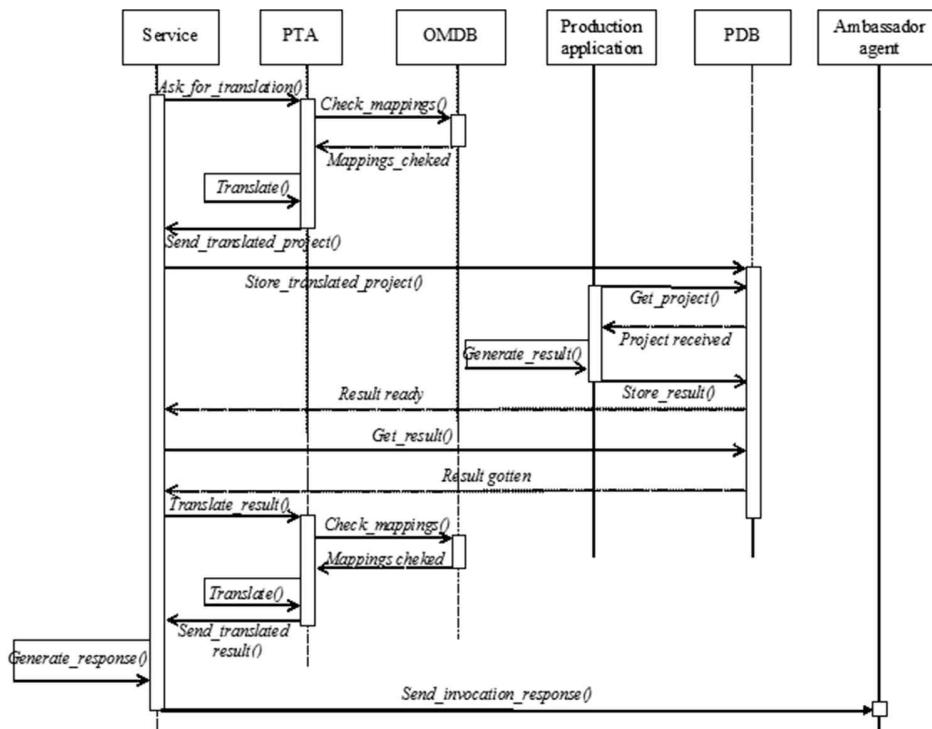 Service
PTA
OMDB
Production
application
PDB
Ambassador
agent
Ask_for_translation()
Check_mappings()
Mappings_cheked
Translate()
Send_translated_project()
Store_translated_project()
Get_project()
Project received
Generate_result()
Store_result()
Result ready
Get_result()
Result gotten
Translate_result()
Check_mappings()
Mappings cheked
Translate()
Send_translated
result()
Generate_response()
Send_invocation_response()